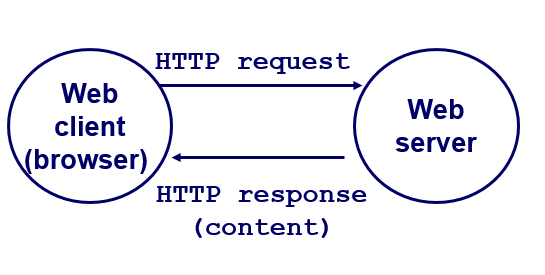 HTTP request
Web
client
(browser)
Web
server
HTTP response
(content)